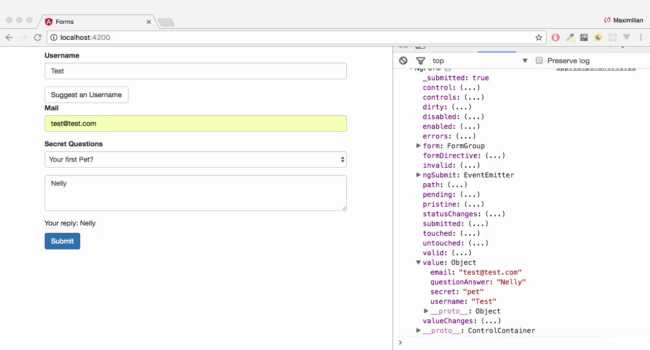 Forms
Maximilian
localhost:4200
Username
Test
Suggest an Username
Mail
test@test.com
Secret Questions
Your first Pet?
Nelly
Your reply: Nelly
Submit
top
Preserve log
_submitted: true
control: (...)
controls: (...)
dirty: (...)
disabled: (...)
enabled: (...)
errors: (...)
form: FormGroup
formDirective: (...)
invalid: (...)
ngSubmit: EventEmitter
path: (...)
pending: (...)
pristine: (...)
statusChanges: (...)
submitted: (...)
touched: (...)
untouched: (...)
valid: (...)
value: Object
email: "test@test.com"
questionAnswer: "Nelly"
secret: "pet"
username: "Test"
__proto__: Object
valueChanges: (...)
__proto__: ControlContainer